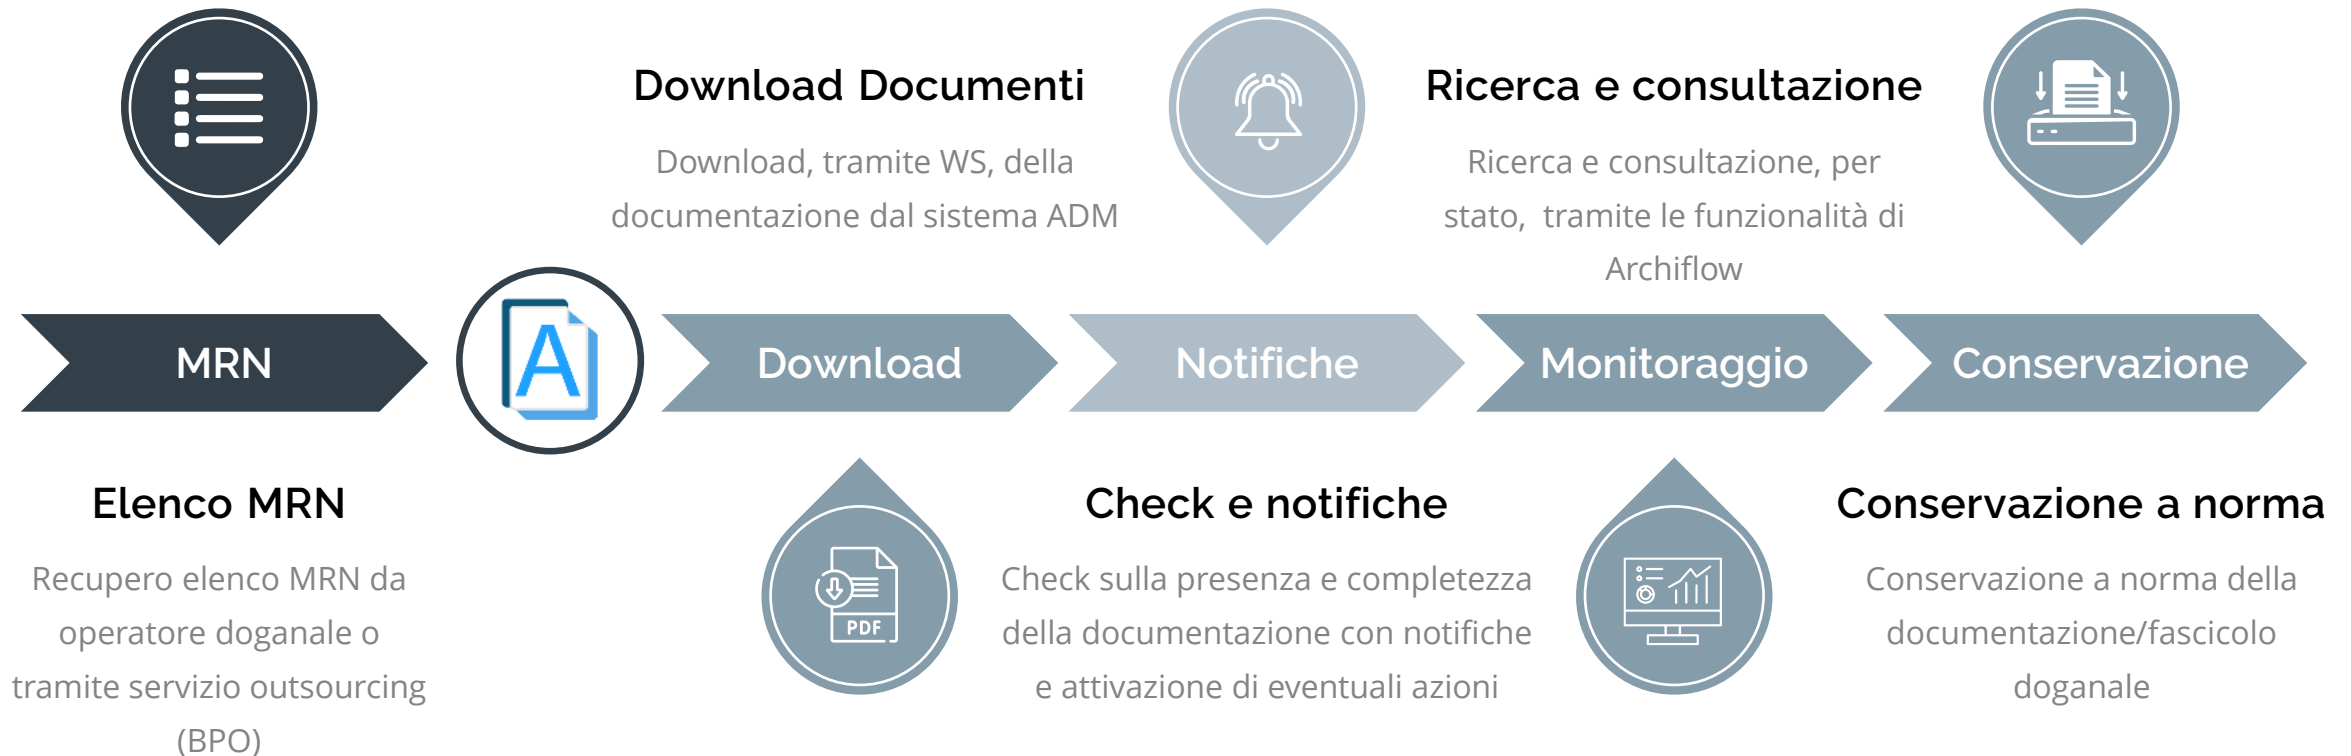 Download Documenti
Download, tramite WS, della
documentazione dal sistema ADM
Ricerca e consultazione
Ricerca e consultazione, per
stato, tramite le funzionalità di
Archiflow
MRN
A
Download
Notifiche
Monitoraggio
Conservazione
Elenco MRN
Recupero elenco MRN da
operatore doganale o
tramite servizio outsourcing
(BPO)
PDF
Check e notifiche
Check sulla presenza e completezza
della documentazione con notifiche
e attivazione di eventuali azioni
Conservazione a norma
Conservazione a norma della
documentazione/fascicolo
doganale